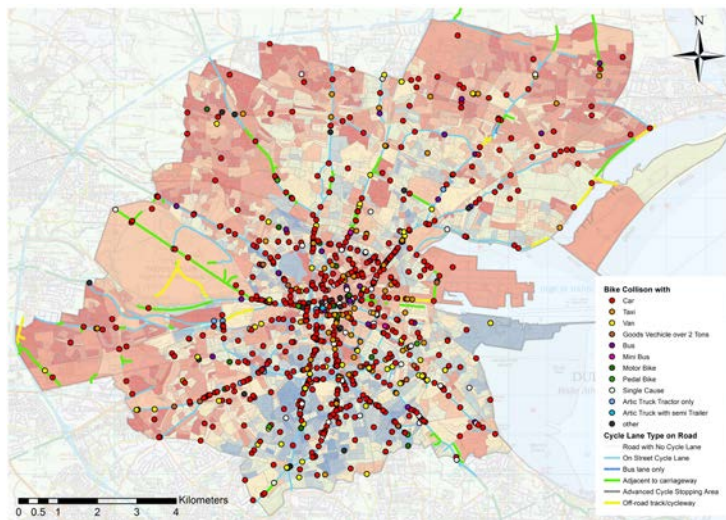 N
Bike Collison with
Car
Taxi
Van
Goods Vechicle over 2 Tons
Bus
Mini Bus
Motor Bike
Pedal Bike
Single Cause
Artic Truck Tractor only
Artic Truck with semi Trailer
other
Cycle Lane Type on Road
Road with No Cycle Lane
On Street Cycle Lane
Bus lane only
Adjacent to carriageway
Advanced Cycle Stopping Area
Off-road track/cycleway
Kilometers
0 0.5 1 2 3 4